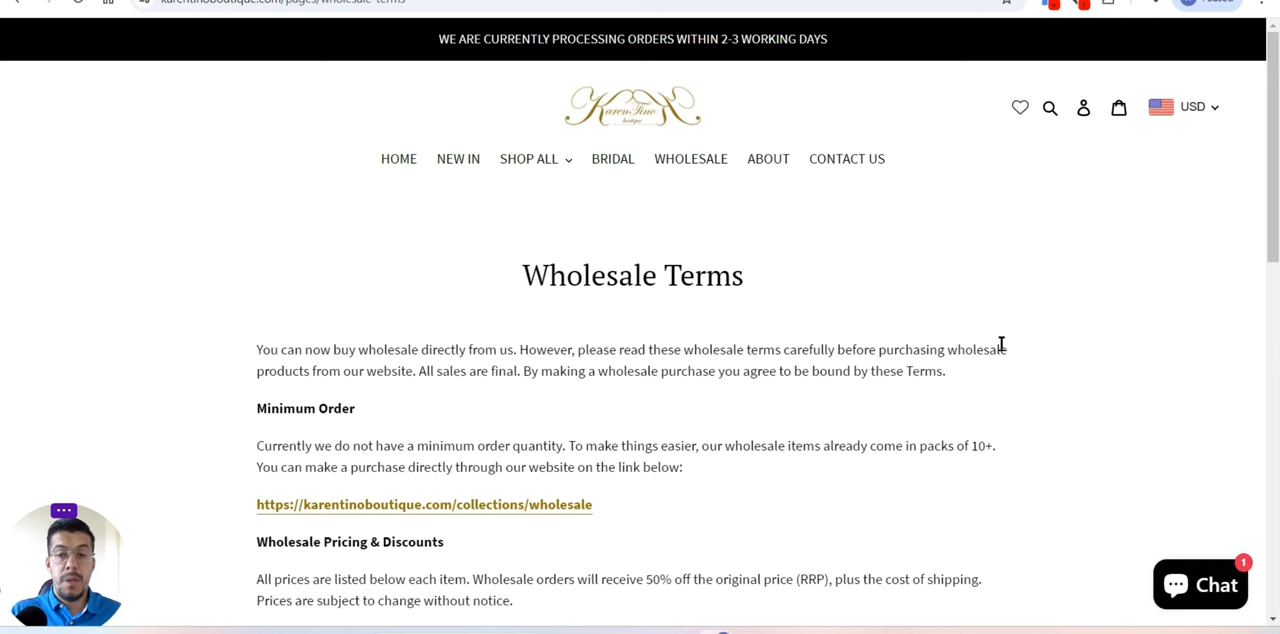 karentinoboutique.com/pages/wholesale-terms
WE ARE CURRENTLY PROCESSING ORDERS WITHIN 2-3 WORKING DAYS
KarenTino
boutique
USD
HOME NEW IN SHOP ALL BRIDAL WHOLESALE ABOUT CONTACT US
Wholesale Terms
You can now buy wholesale directly from us. However, please read these wholesale terms carefully before purchasing wholesale
products from our website. All sales are final. By making a wholesale purchase you agree to be bound by these Terms.
Minimum Order
Currently we do not have a minimum order quantity. To make things easier, our wholesale items already come in packs of 10+.
You can make a purchase directly through our website on the link below:
https://karentinoboutique.com/collections/wholesale
Wholesale Pricing & Discounts
All prices are listed below each item. Wholesale orders will receive 50% off the original price (RRP), plus the cost of shipping.
Prices are subject to change without notice.
1
Chat